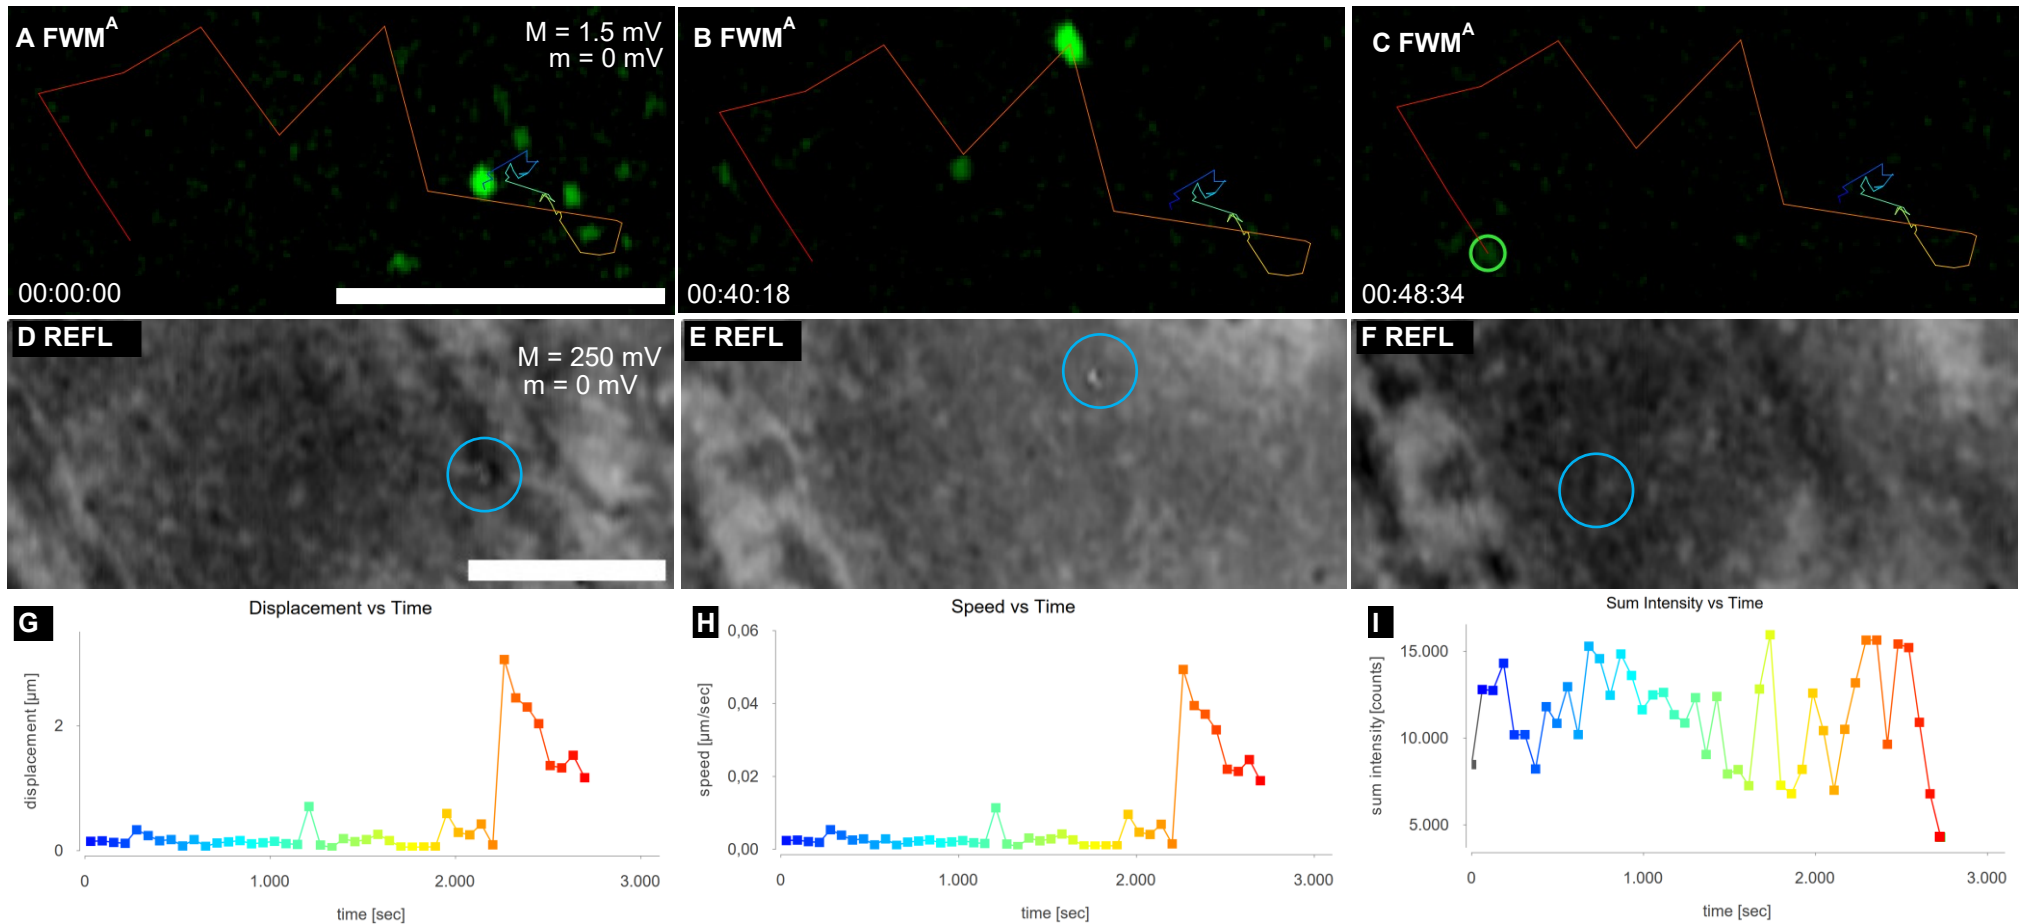 A FWM^A
M = 1.5 mV
m = 0 mV
00:00:00
B FWM^A
00:40:18
C FWM^A
00:48:34
D REFL
M = 250 mV
m = 0 mV
E REFL
F REFL
G
Displacement vs Time
displacement [µm]
2
0
0
1.000
2.000
3.000
time [sec]
H
Speed vs Time
speed [µm/sec]
0,06
0,04
0,02
0,00
0
1.000
2.000
3.000
time [sec]
I
Sum Intensity vs Time
sum intensity [counts]
15.000
10.000
5.000
0
1.000
2.000
3.000
time [sec]